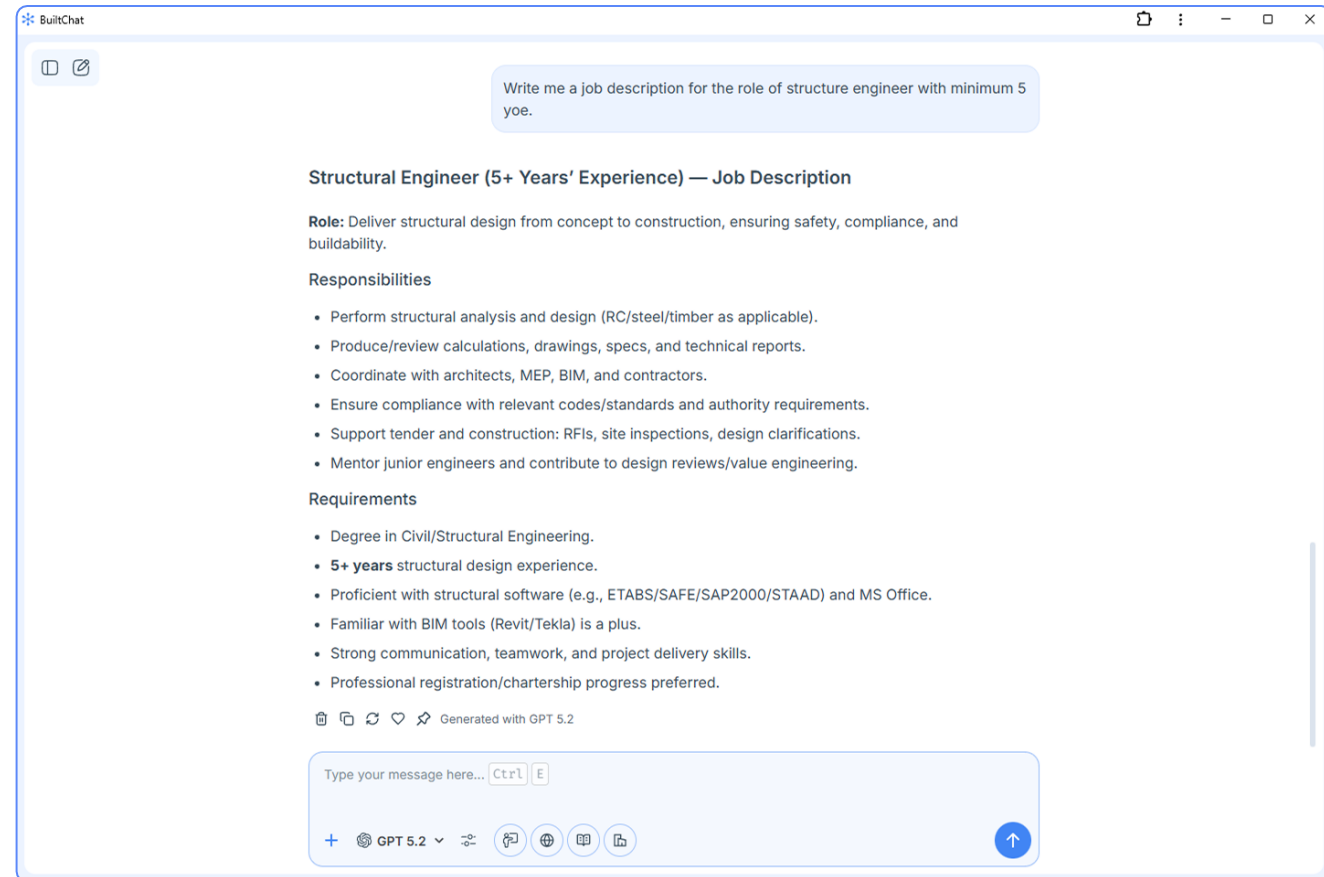 BuiltChat
Write me a job description for the role of structure engineer with minimum 5
yoe.
Structural Engineer (5+ Years’ Experience) — Job Description
Role: Deliver structural design from concept to construction, ensuring safety, compliance, and
buildability.
Responsibilities
• Perform structural analysis and design (RC/steel/timber as applicable).
• Produce/review calculations, drawings, specs, and technical reports.
• Coordinate with architects, MEP, BIM, and contractors.
• Ensure compliance with relevant codes/standards and authority requirements.
• Support tender and construction: RFIs, site inspections, design clarifications.
• Mentor junior engineers and contribute to design reviews/value engineering.
Requirements
• Degree in Civil/Structural Engineering.
• 5+ years structural design experience.
• Proficient with structural software (e.g., ETABS/SAFE/SAP2000/STAAD) and MS Office.
• Familiar with BIM tools (Revit/Tekla) is a plus.
• Strong communication, teamwork, and project delivery skills.
• Professional registration/chartership progress preferred.
Generated with GPT 5.2
Type your message here... Ctrl E
GPT 5.2